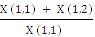 X (1,1) + X (1,2)
X (1,1)